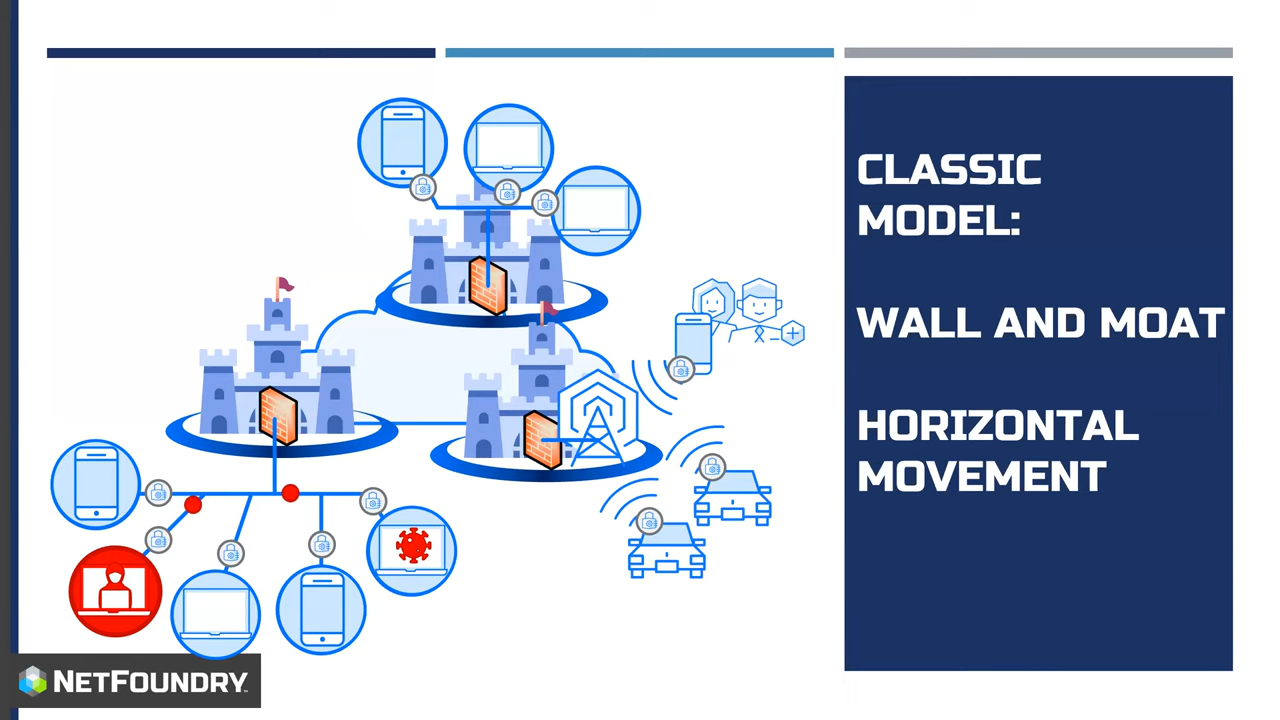 CLASSIC
MODEL:
WALL AND MOAT
HORIZONTAL
MOVEMENT
NETFOUNDRY